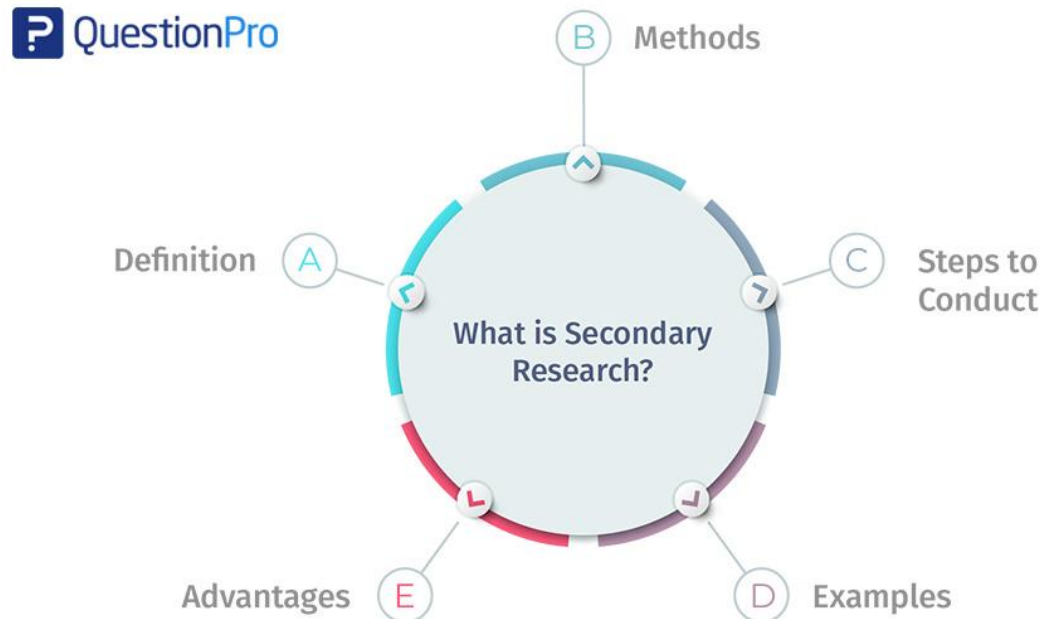 QuestionPro
B Methods
Definition A
C Steps to
Conduct
What is Secondary
Research?
Advantages E
D Examples